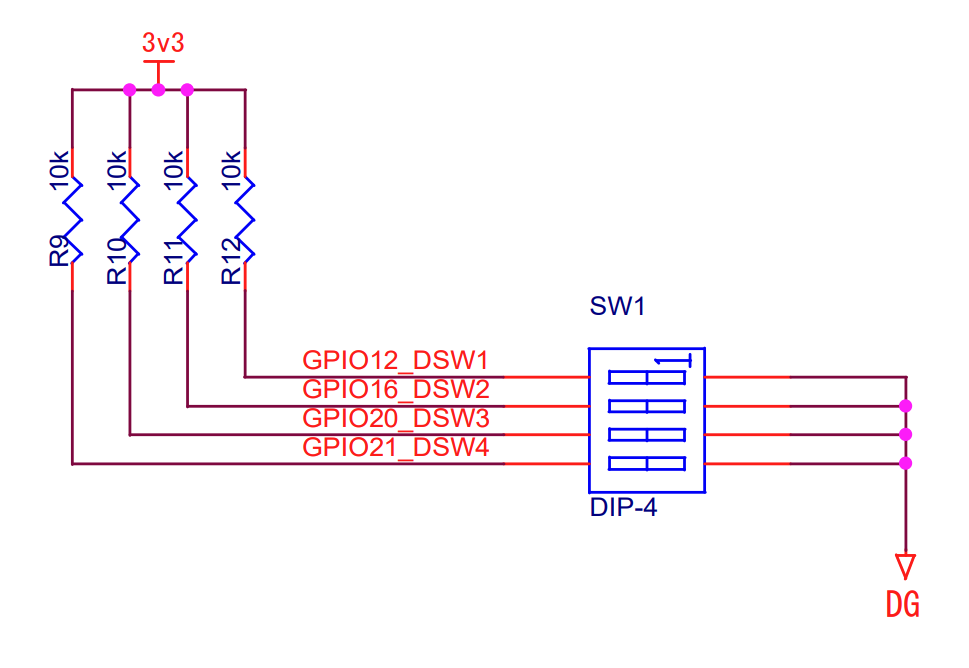 3v3
10k
10k
10k
10k
R9
R10
R11
R12
SW1
GPIO12_DSW1
1
GPIO16_DSW2
GPIO20_DSW3
GPIO21_DSW4
DIP-4
DG